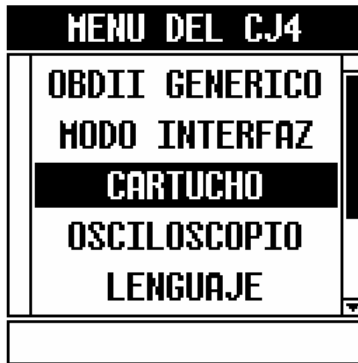 MENU DEL CJ4
OBDII GENERICO
MODO INTERFAZ
CARTUCHO
OSCILOSCOPIO
LENGUAJE